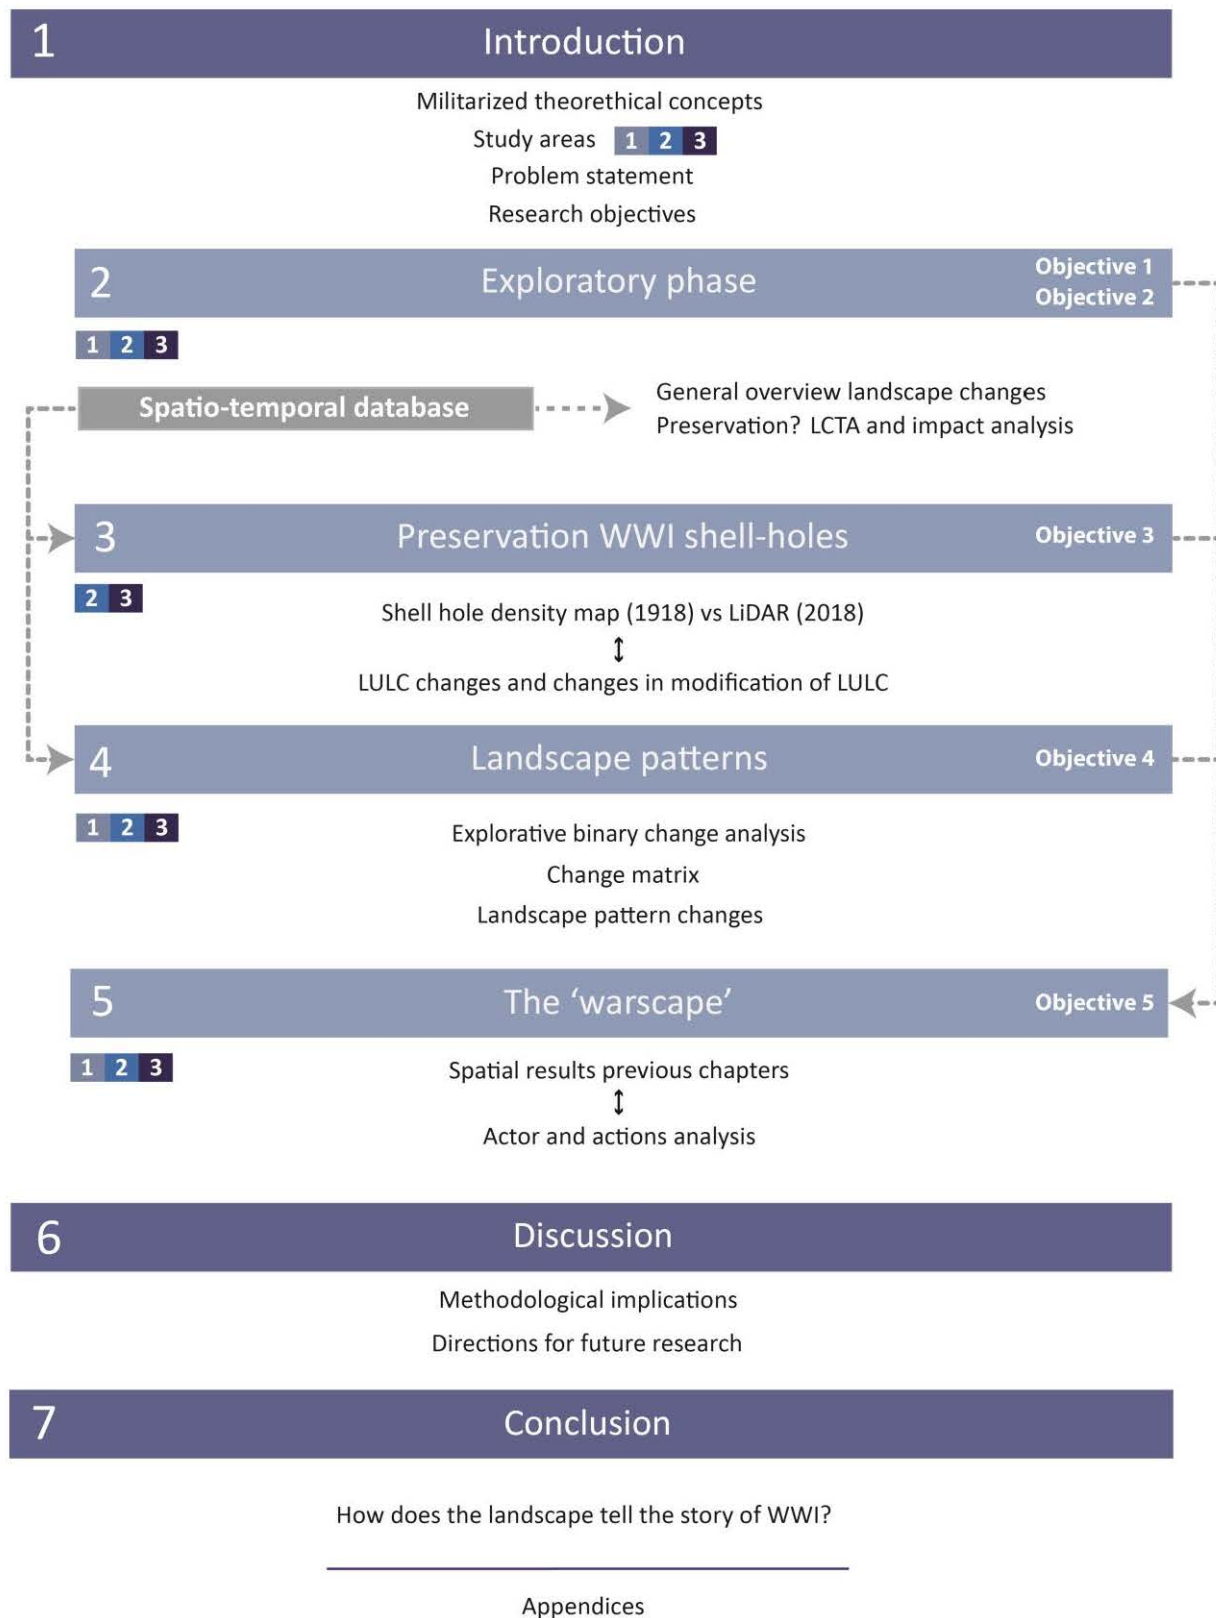 1 Introduction
Militarized theorethical concepts
Study areas 1 2 3
Problem statement
Research objectives
2 Exploratory phase Objective 1
Objective 2
1 2 3
Spatio-temporal database
General overview landscape changes
Preservation? LCTA and impact analysis
3 Preservation WWI shell-holes Objective 3
2 3
Shell hole density map (1918) vs LiDAR (2018)
LULC changes and changes in modification of LULC
4 Landscape patterns Objective 4
1 2 3
Explorative binary change analysis
Change matrix
Landscape pattern changes
5 The ‘warscape’ Objective 5
1 2 3
Spatial results previous chapters
Actor and actions analysis
6 Discussion
Methodological implications
Directions for future research
7 Conclusion
How does the landscape tell the story of WWI?
Appendices